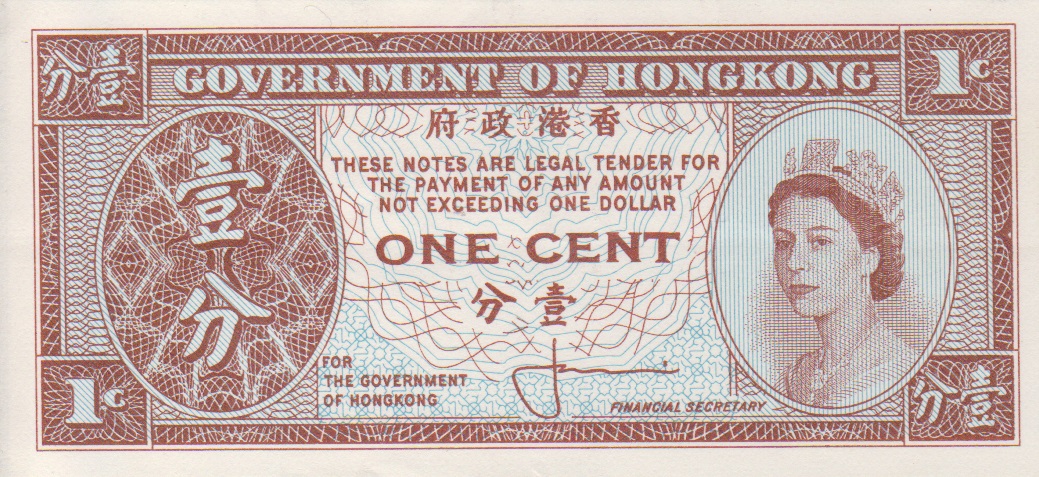 分壹
GOVERNMENT OF HONGKONG
1¢
府政港香
壹分
THESE NOTES ARE LEGAL TENDER FOR
THE PAYMENT OF ANY AMOUNT
NOT EXCEEDING ONE DOLLAR
ONE CENT
分壹
FOR
THE GOVERNMENT
OF HONGKONG
FINANCIAL SECRETARY
1¢
分壹